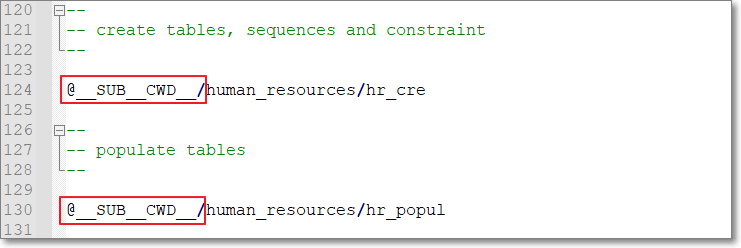 120 --
121 -- create tables, sequences and constraint
122 --
123
124 @__SUB__CWD__/human_resources/hr_cre
125
126 --
127 -- populate tables
128 --
129
130 @__SUB__CWD__/human_resources/hr_popul
131